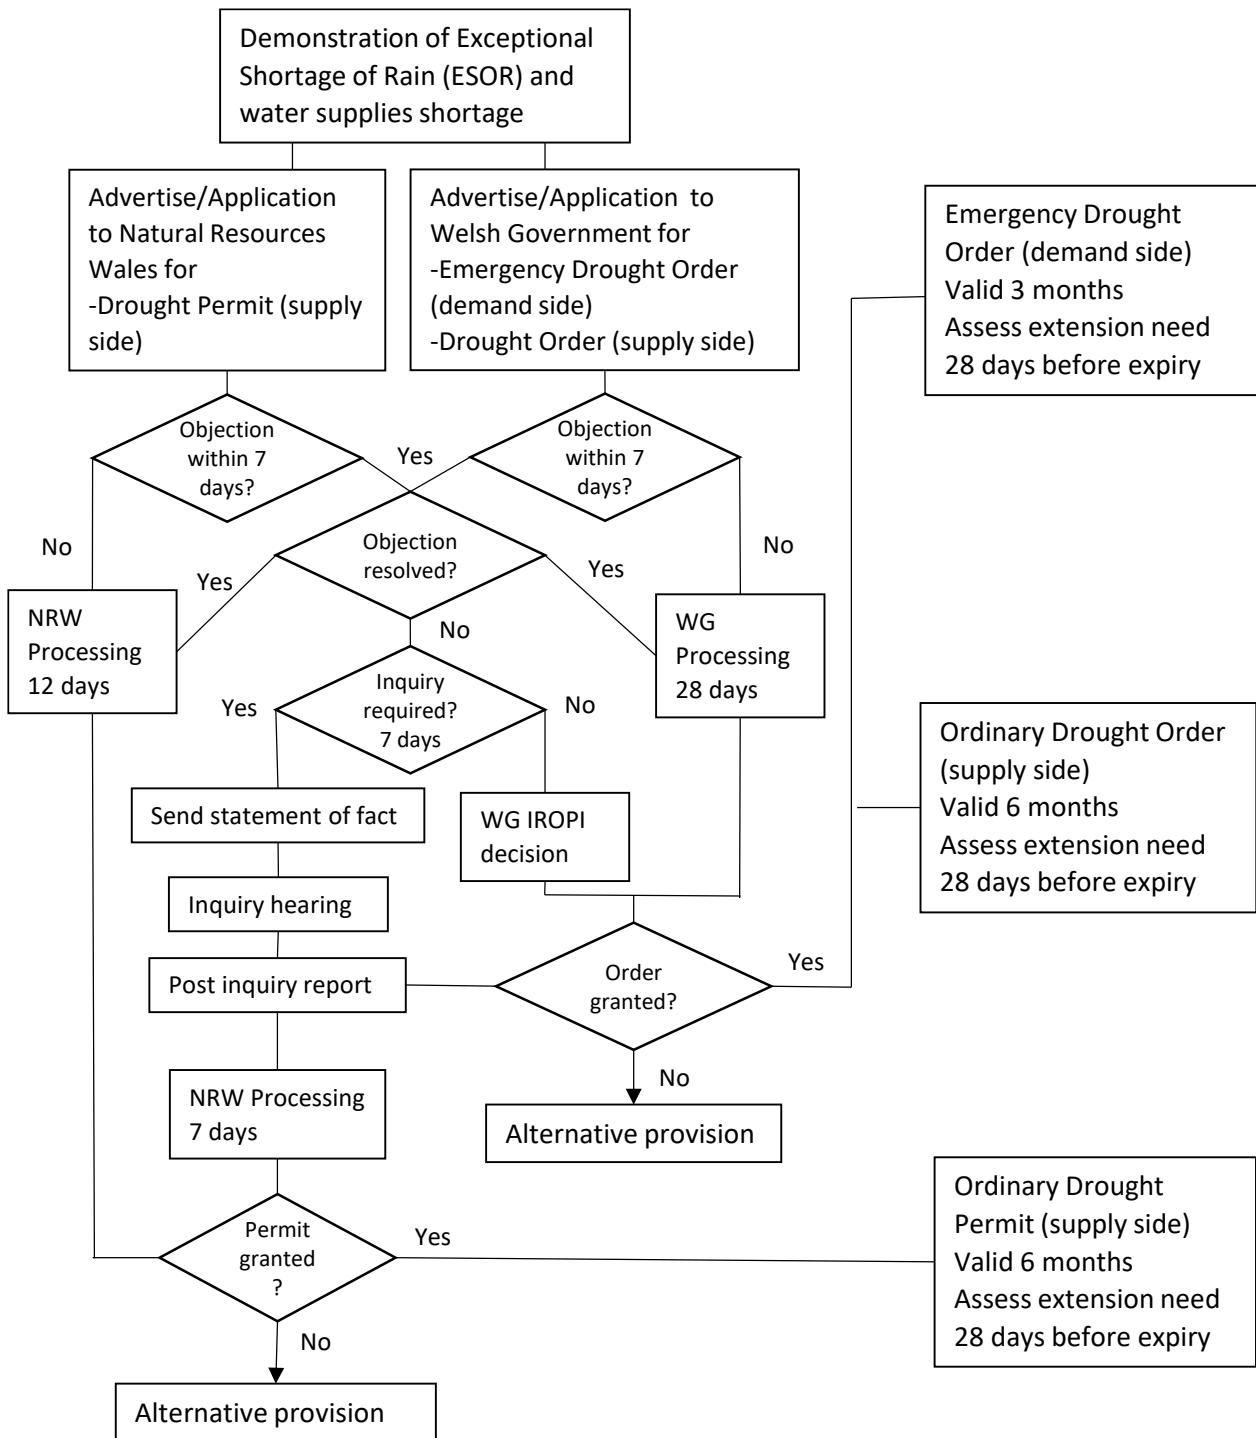 Demonstration of Exceptional
Shortage of Rain (ESOR) and
water supplies shortage
Advertise/Application
to Natural Resources
Wales for
-Drought Permit (supply
side)
Advertise/Application to
Welsh Government for
-Emergency Drought Order
(demand side)
-Drought Order (supply side)
Emergency Drought
Order (demand side)
Valid 3 months
Assess extension need
28 days before expiry
Objection
within 7
days?
Yes
Objection
within 7
days?
No
Objection
resolved?
No
Yes
Yes
NRW
Processing
12 days
No
WG
Processing
28 days
Yes
Inquiry
required?
7 days
No
Ordinary Drought Order
(supply side)
Valid 6 months
Assess extension need
28 days before expiry
Send statement of fact
WG IROPI
decision
Inquiry hearing
Post inquiry report
Order
granted?
Yes
No
NRW Processing
7 days
Alternative provision
Permit
granted
?
Yes
Ordinary Drought
Permit (supply side)
Valid 6 months
Assess extension need
28 days before expiry
No
Alternative provision